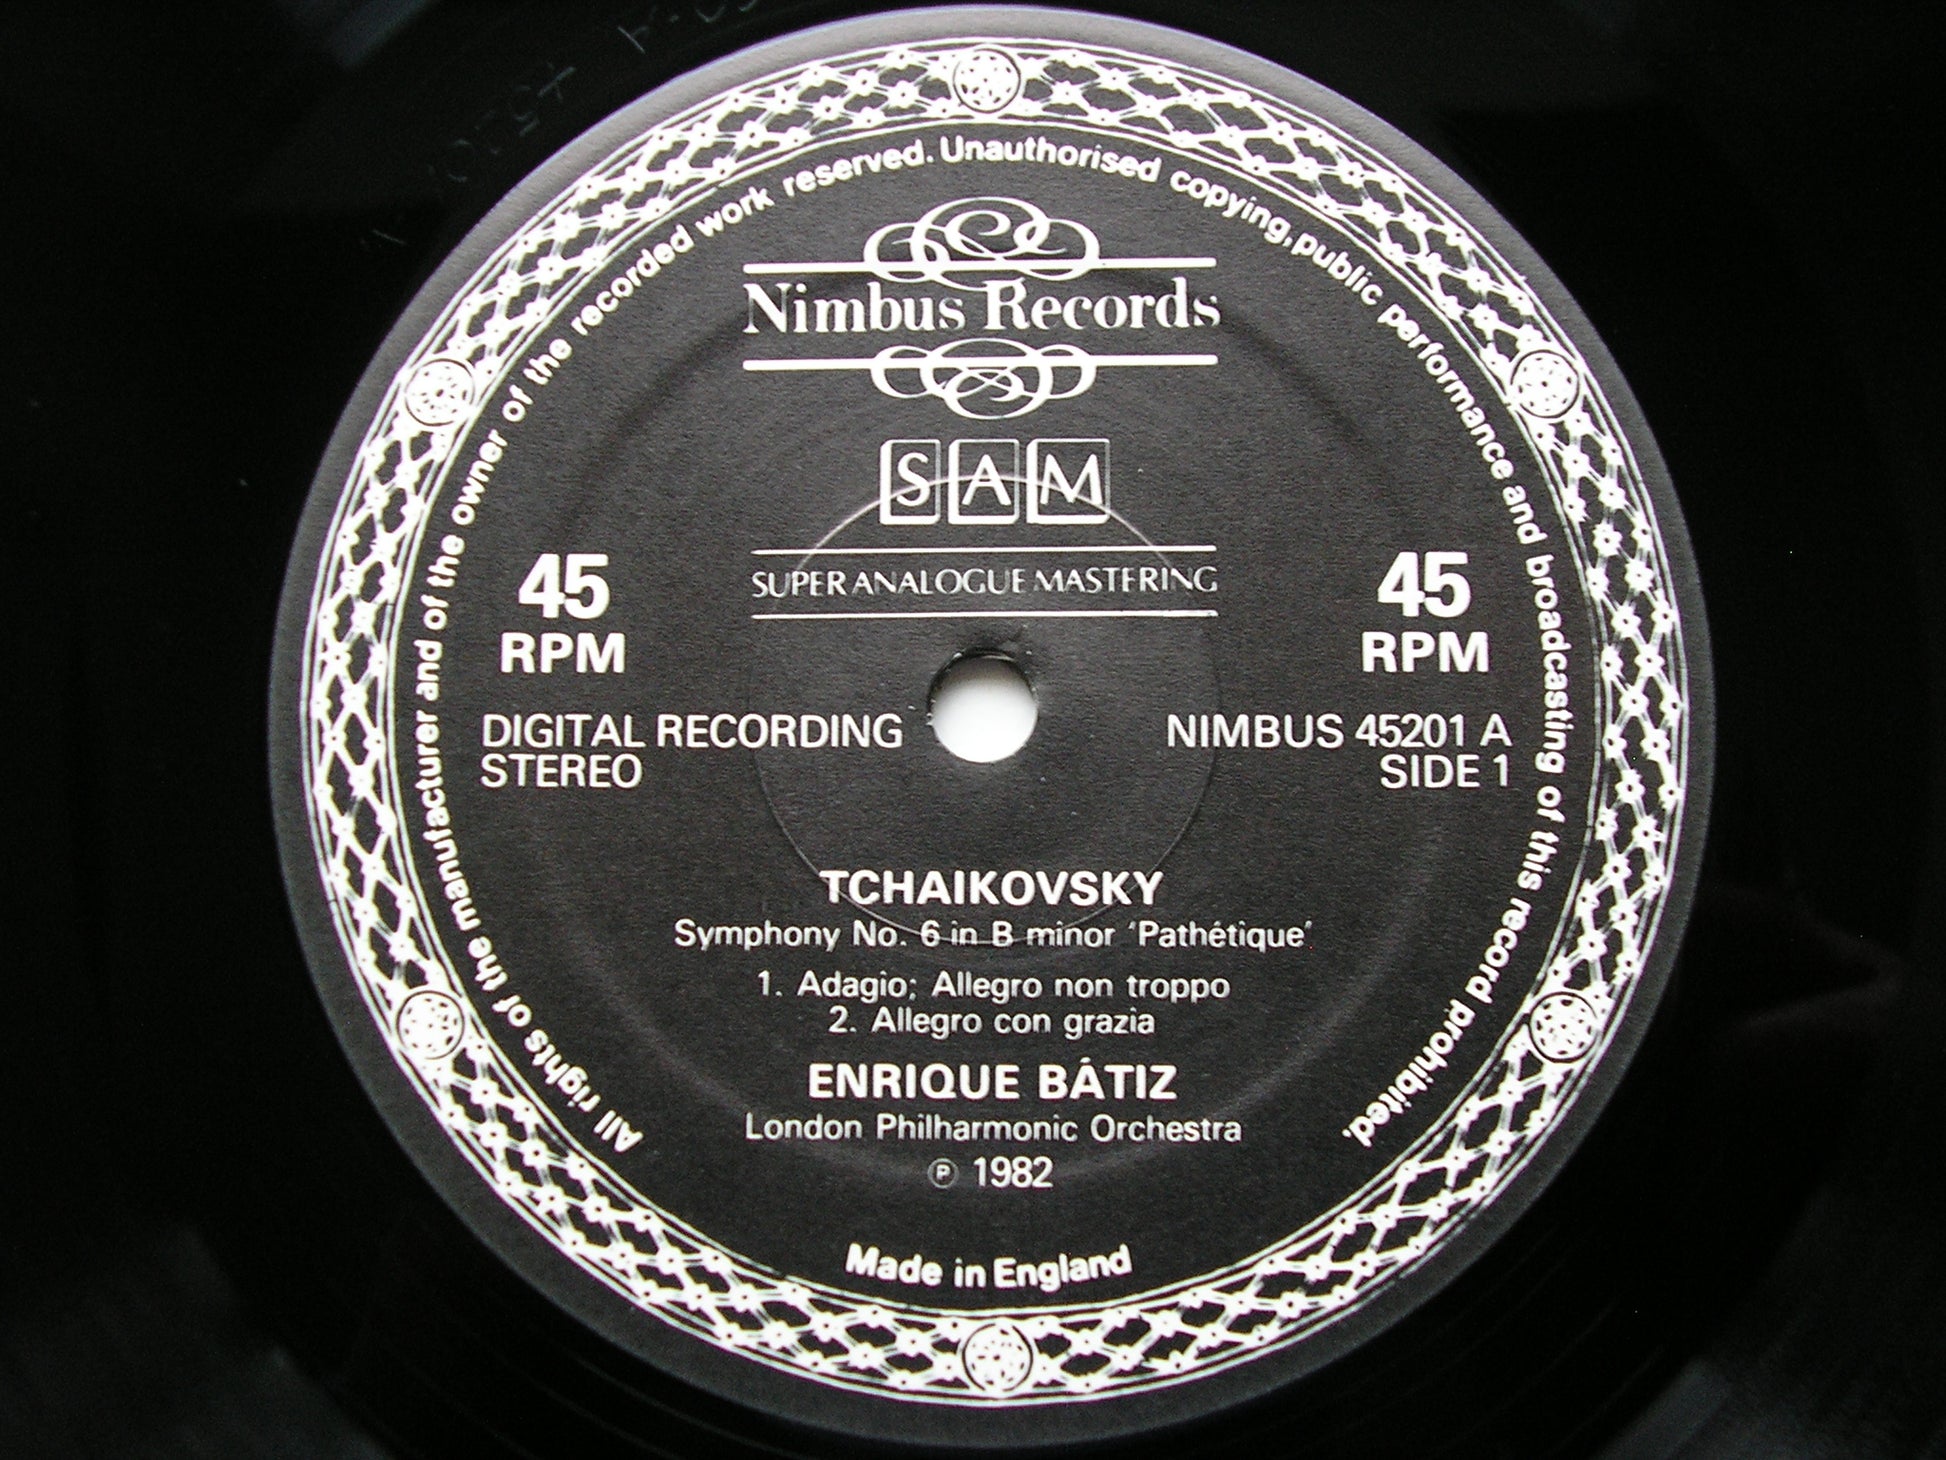 All rights of the manufacturer and of the owner of the recorded work reserved. Unauthorised copying, public performance and broadcasting of this record prohibited.
Nimbus Records
SAM
SUPER ANALOGUE MASTERING
45
RPM
45
RPM
DIGITAL RECORDING
STEREO
NIMBUS 45201 A
SIDE 1
TCHAIKOVSKY
Symphony No. 6 in B minor 'Pathétique'
1. Adagio; Allegro non troppo
2. Allegro con grazia
ENRIQUE BÁTIZ
London Philharmonic Orchestra
℗ 1982
Made in England